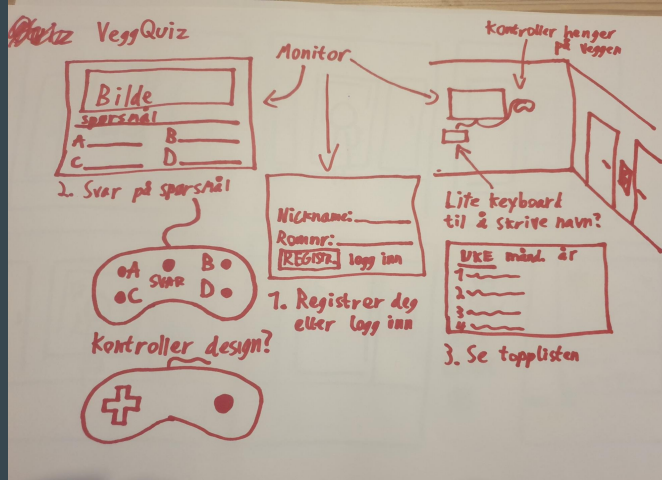 VeggQuiz
Monitor
Kontroller henger
på veggen
Bilde
spørsmål
A
B
C
D
2. Svar på spørsmål
Nickname:
Romnr:
REGISTR. logg inn
1. Registrer deg
eller logg inn
Lite keyboard
til å skrive navn?
UKE månd. år
1
2
3
4
3. Se topplisten
A
B
SVAR
C
D
Kontroller design?